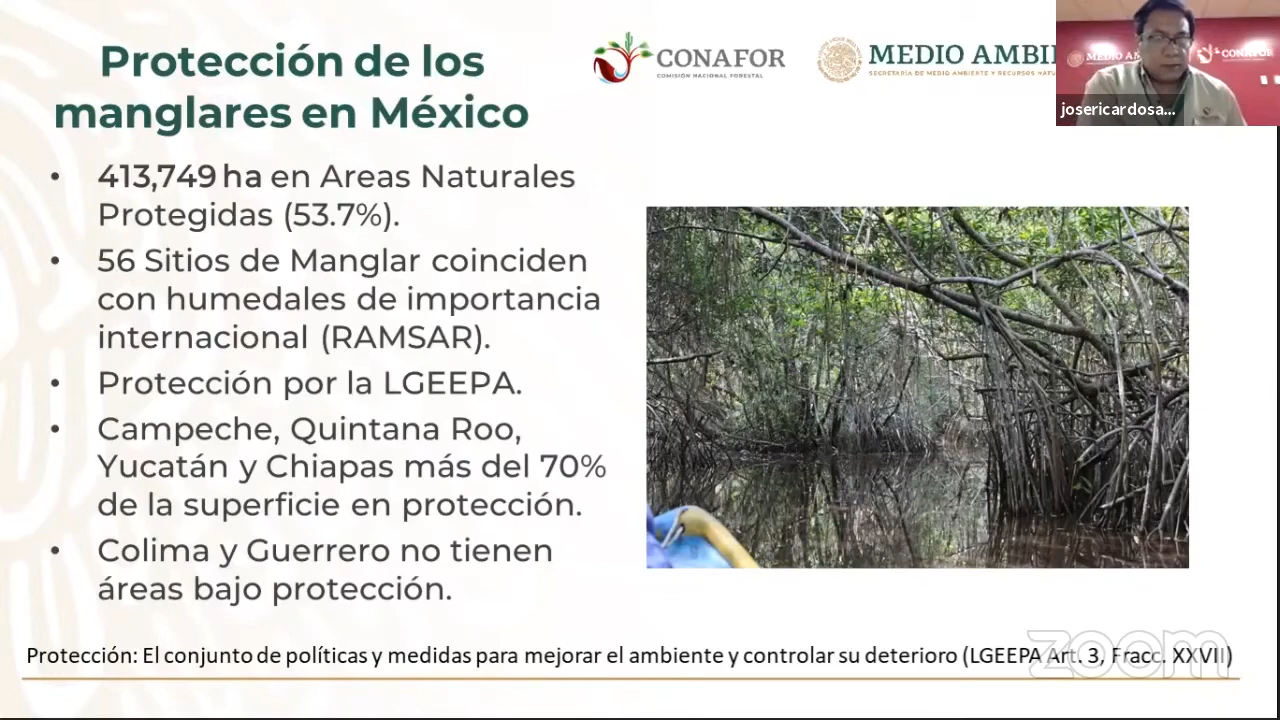 Protección de los
manglares en México
CONAFOR
COMISIÓN NACIONAL FORESTAL
MEDIO AMBI
SECRETARÍA DE MEDIO AMBIENTE Y RECURSOS NATU
MEDIO AM
CONAFOR
josericardosa...
• 413,749 ha en Areas Naturales
Protegidas (53.7%).
• 56 Sitios de Manglar coinciden
con humedales de importancia
internacional (RAMSAR).
• Protección por la LGEEPA.
• Campeche, Quintana Roo,
Yucatán y Chiapas más del 70%
de la superficie en protección.
• Colima y Guerrero no tienen
áreas bajo protección.
zoom
Protección: El conjunto de políticas y medidas para mejorar el ambiente y controlar su deterioro (LGEEPA Art. 3, Fracc. XXVII)